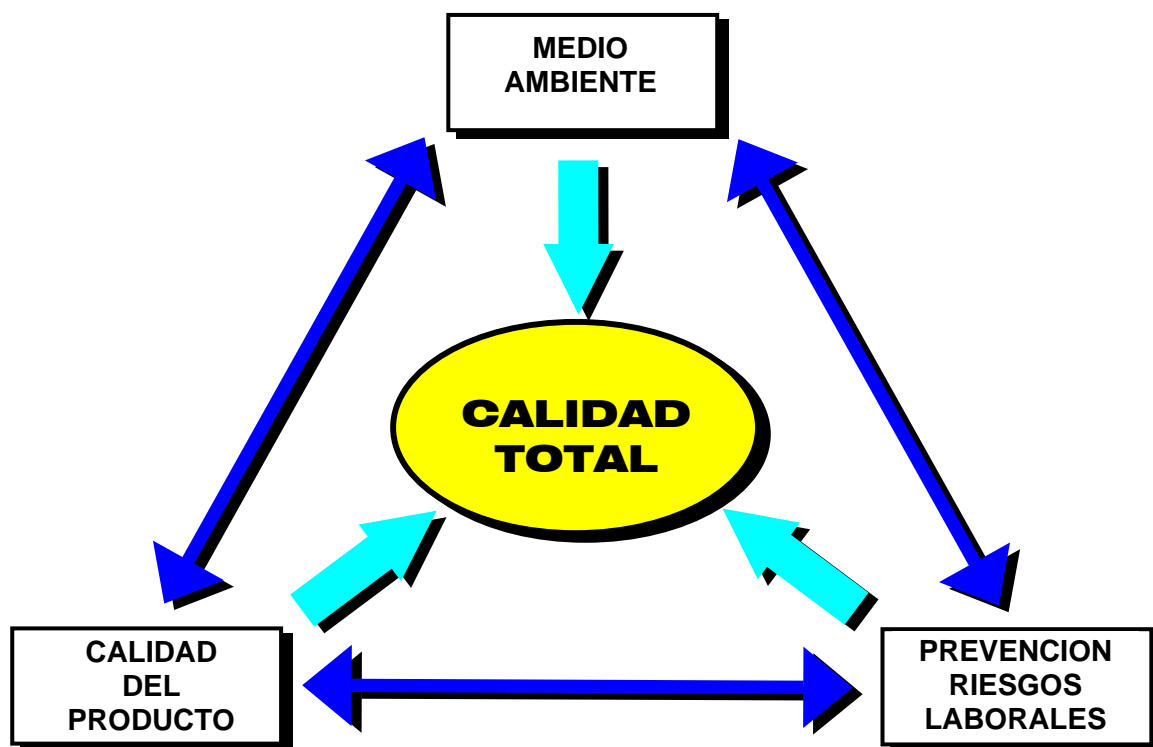 MEDIO
AMBIENTE
CALIDAD
TOTAL
CALIDAD
DEL
PRODUCTO
PREVENCION
RIESGOS
LABORALES